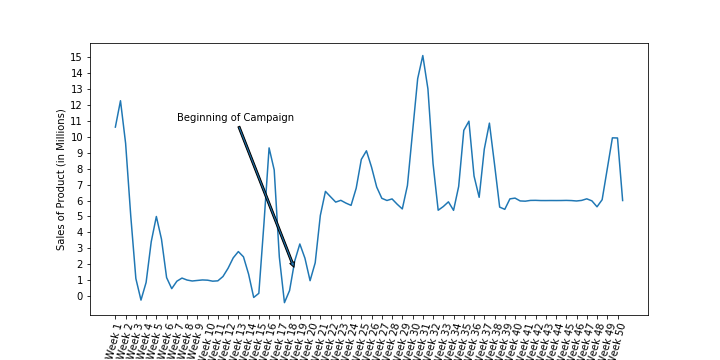 Beginning of Campaign
Sales of Product (in Millions)
15
14
13
12
11
10
9
8
7
6
5
4
3
2
1
0
Week 1
Week 2
Week 3
Week 4
Week 5
Week 6
Week 7
Week 8
Week 9
Week 10
Week 11
Week 12
Week 13
Week 14
Week 15
Week 16
Week 17
Week 18
Week 19
Week 20
Week 21
Week 22
Week 23
Week 24
Week 25
Week 26
Week 27
Week 28
Week 29
Week 30
Week 31
Week 32
Week 33
Week 34
Week 35
Week 36
Week 37
Week 38
Week 39
Week 40
Week 41
Week 42
Week 43
Week 44
Week 45
Week 46
Week 47
Week 48
Week 49
Week 50